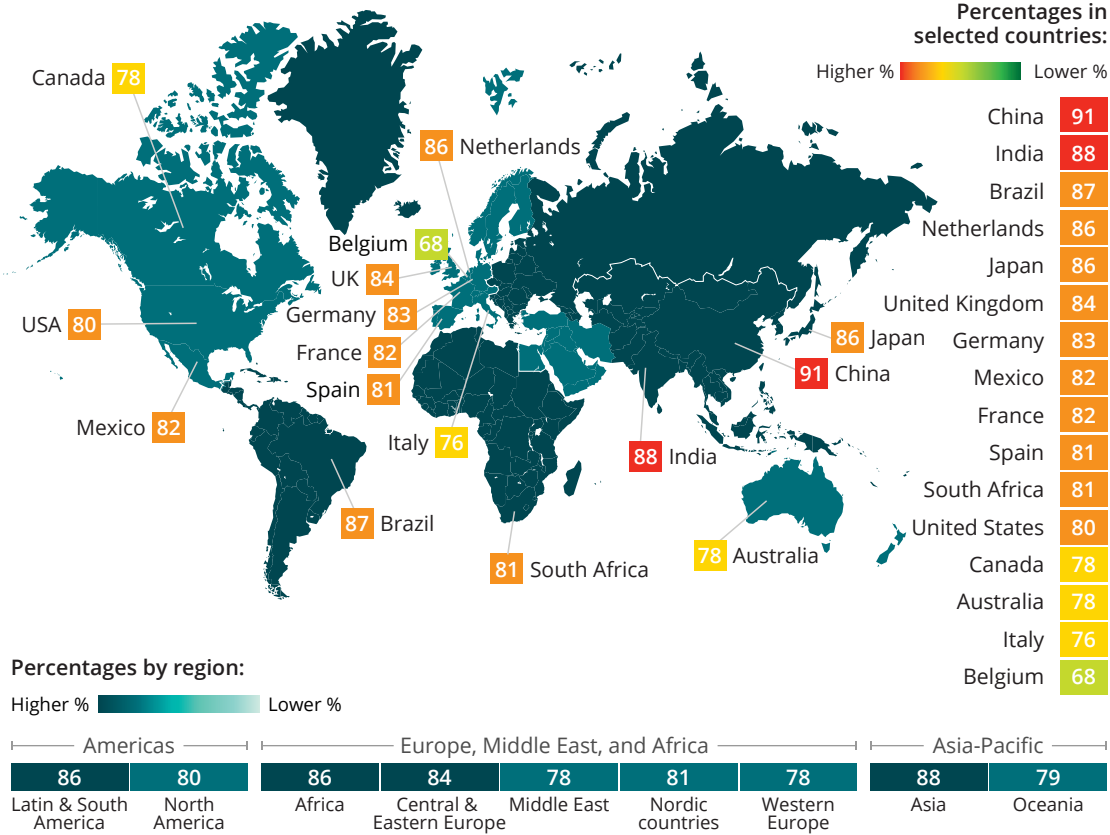 Percentages in
selected countries:
Higher %
Lower %
Canada 78
86 Netherlands
Belgium 68
UK 84
Germany 83
USA 80
France 82
Spain 81
Mexico 82
Italy 76
86 Japan
91 China
88 India
87 Brazil
78 Australia
81 South Africa
China 91
India 88
Brazil 87
Netherlands 86
Japan 86
United Kingdom 84
Germany 83
Mexico 82
France 82
Spain 81
South Africa 81
United States 80
Canada 78
Australia 78
Italy 76
Belgium 68
Percentages by region:
Higher %
Lower %
Americas
86
Latin & South
America
80
North
America
Europe, Middle East, and Africa
86
Africa
84
Central &
Eastern Europe
78
Middle East
81
Nordic
countries
78
Western
Europe
Asia-Pacific
88
Asia
79
Oceania